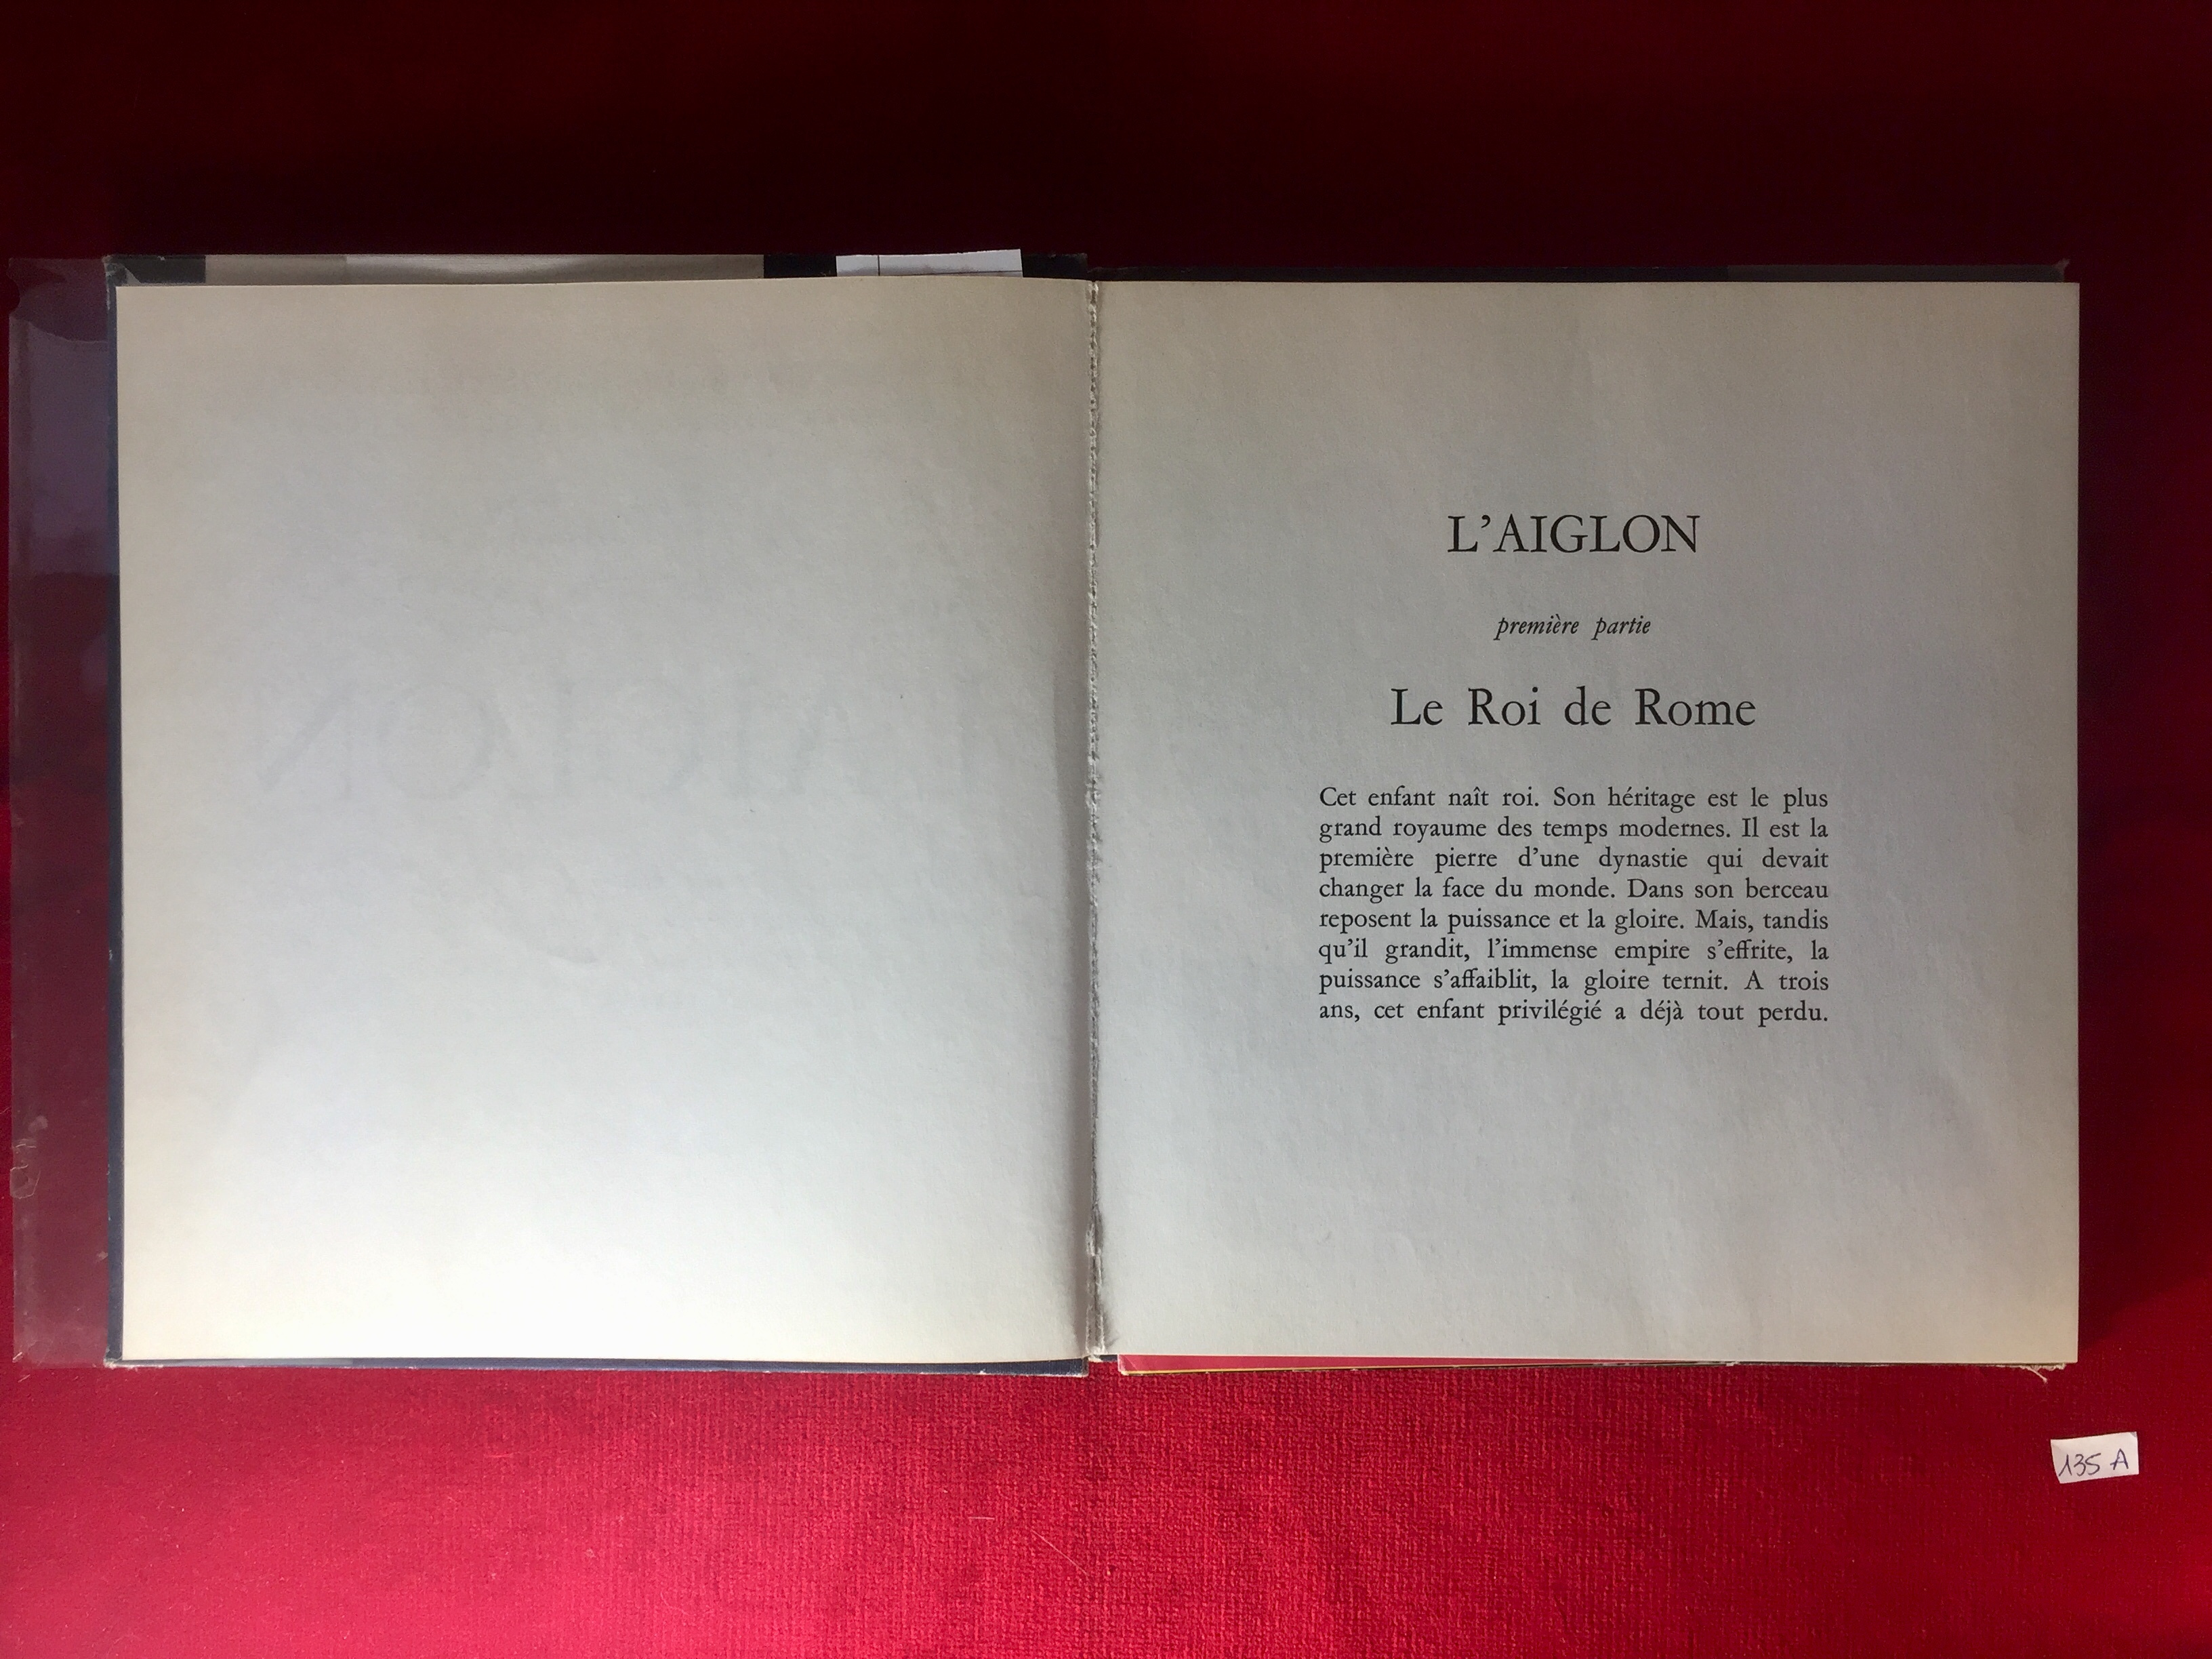 L'AIGLON
première partie
Le Roi de Rome
Cet enfant naît roi. Son héritage est le plus
grand royaume des temps modernes. Il est la
première pierre d'une dynastie qui devait
changer la face du monde. Dans son berceau
reposent la puissance et la gloire. Mais, tandis
qu'il grandit, l'immense empire s'effrite, la
puissance s'affaiblit, la gloire ternit. A trois
ans, cet enfant privilégié a déjà tout perdu.
135 A